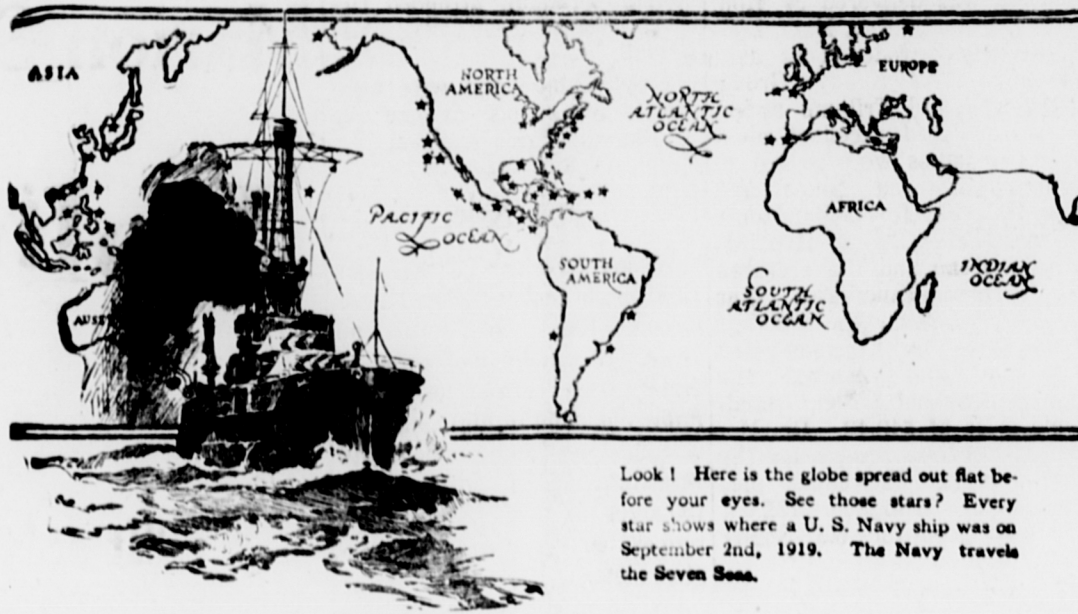 ASIA
NORTH
AMERICA
NORTH
ATLANTIC
OCEAN
EUROPE
PACIFIC
OCEAN
AFRICA
SOUTH
AMERICA
SOUTH
ATLANTIC
OCEAN
INDIAN
OCEAN
AUST
Look! Here is the globe spread out flat be-
fore your eyes. See those stars? Every
star shows where a U. S. Navy ship was on
September 2nd, 1919. The Navy travels
the Seven Seas.